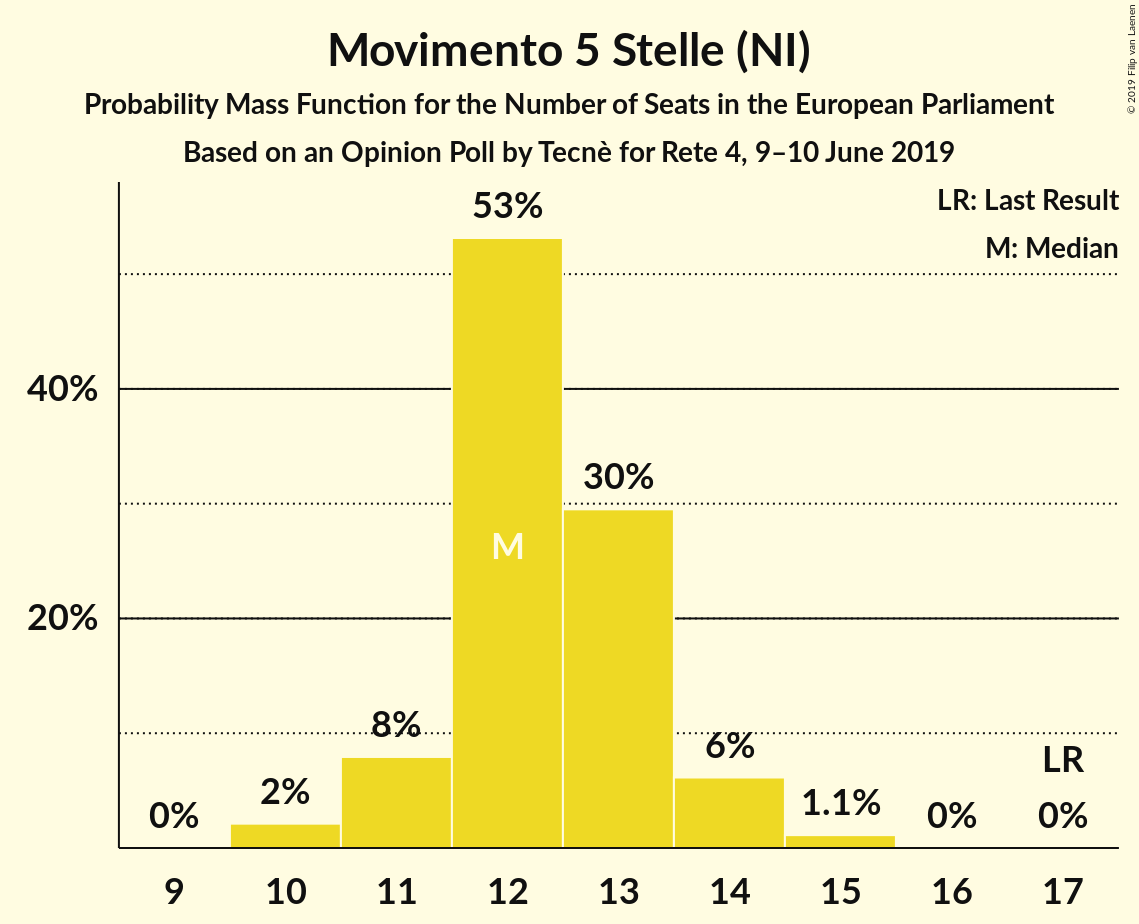 Movimento 5 Stelle (NI)
Probability Mass Function for the Number of Seats in the European Parliament
Based on an Opinion Poll by Tecnè for Rete 4, 9–10 June 2019
© 2019 Filip van Laenen
LR: Last Result
M: Median
53%
40%
30%
M
20%
8%
6%
LR
0%
2%
1.1%
0%
0%
9 10 11 12 13 14 15 16 17